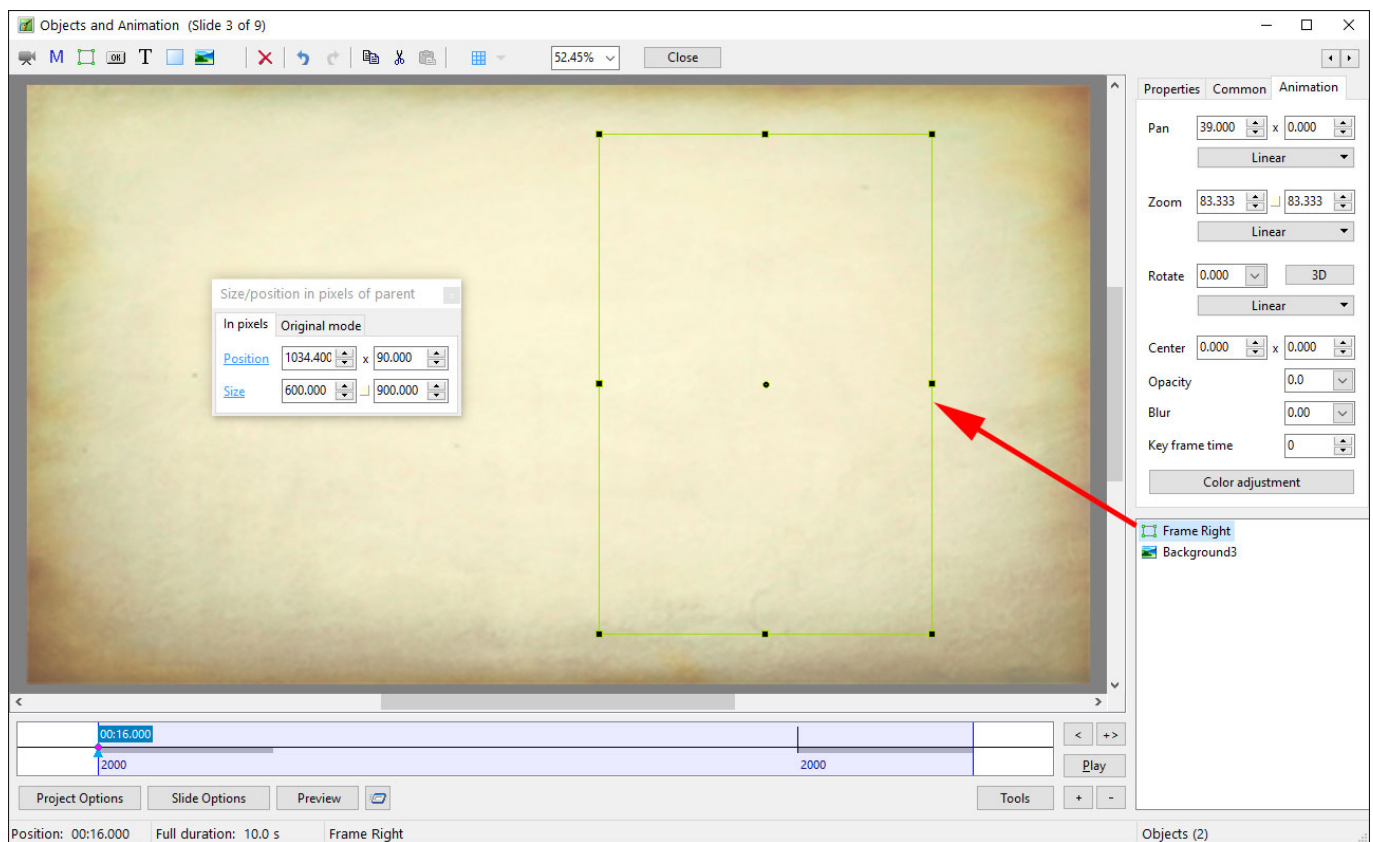 Objects and Animation (Slide 3 of 9)
M OK T 52.45% Close
Properties Common Animation
Pan 39.000 x 0.000
Linear
Zoom 83.333 83.333
Linear
Rotate 0.000 3D
Linear
Center 0.000 x 0.000
Opacity 0.0
Blur 0.00
Key frame time 0
Color adjustment
Size/position in pixels of parent
In pixels Original mode
Position 1034.400 x 90.000
Size 600.000 900.000
Frame Right
Background3
00:16.000
2000 2000
< +>
Play
Project Options Slide Options Preview Tools + -
Position: 00:16.000 Full duration: 10.0 s Frame Right Objects (2)